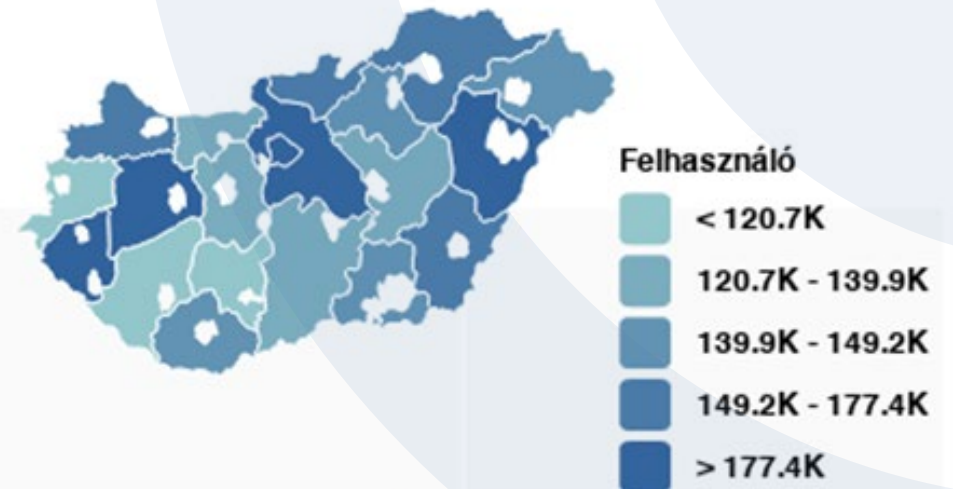 Felhasználó
< 120.7K
120.7K - 139.9K
139.9K - 149.2K
149.2K - 177.4K
> 177.4K